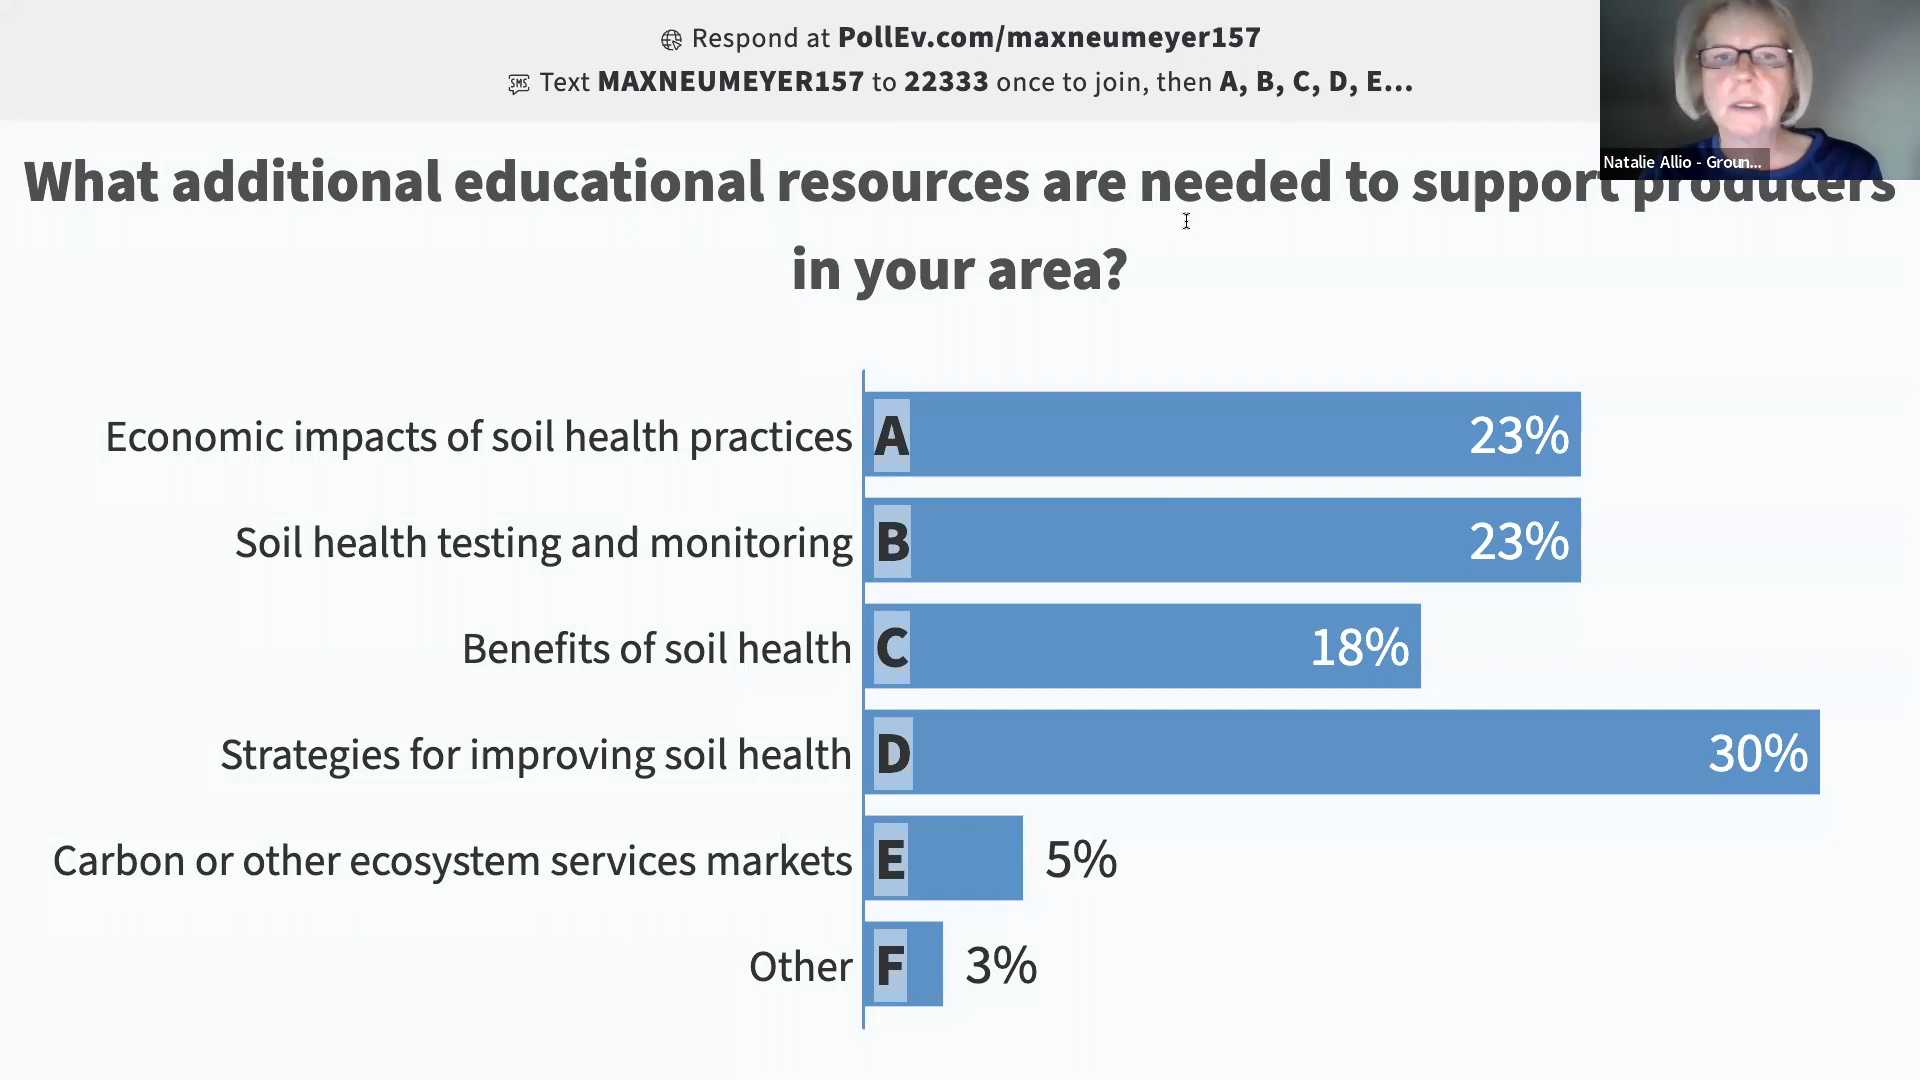 Respond at PollEv.com/maxneumeyer157
Text MAXNEUMEYER157 to 22333 once to join, then A, B, C, D, E...
Natalie Allio - Groun...
What additional educational resources are needed to support producers
in your area?
Economic impacts of soil health practices A 23%
Soil health testing and monitoring B 23%
Benefits of soil health C 18%
Strategies for improving soil health D 30%
Carbon or other ecosystem services markets E 5%
Other F 3%